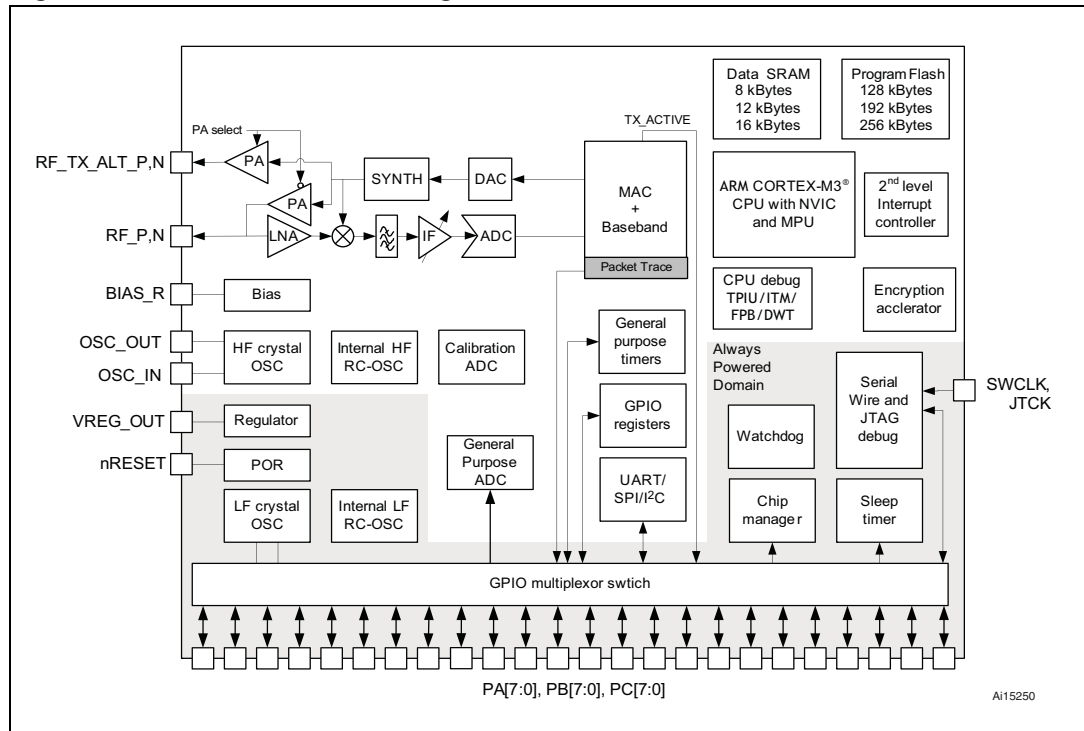 Data SRAM
8 kBytes
12 kBytes
16 kBytes
Program Flash
128 kBytes
192 kBytes
256 kBytes
TX_ACTIVE
PA select
RF_TX_ALT_P,N
PA
SYNTH
DAC
MAC
+
Baseband
ARM CORTEX-M3®
CPU with NVIC
and MPU
2nd level
Interrupt
controller
PA
RF_P,N
LNA
IF
ADC
Packet Trace
BIAS_R
Bias
CPU debug
TPIU/ITM/
FPB/DWT
Encryption
acclerator
OSC_OUT
OSC_IN
HF crystal
OSC
Internal HF
RC-OSC
Calibration
ADC
General
purpose
timers
Always
Powered
Domain
Serial
Wire and
JTAG
debug
SWCLK,
JTCK
VREG_OUT
Regulator
GPIO
registers
Watchdog
nRESET
POR
General
Purpose
ADC
UART/
SPI/I2C
LF crystal
OSC
Internal LF
RC-OSC
Chip
manager
Sleep
timer
GPIO multiplexor swtich
PA[7:0], PB[7:0], PC[7:0]
Ai15250